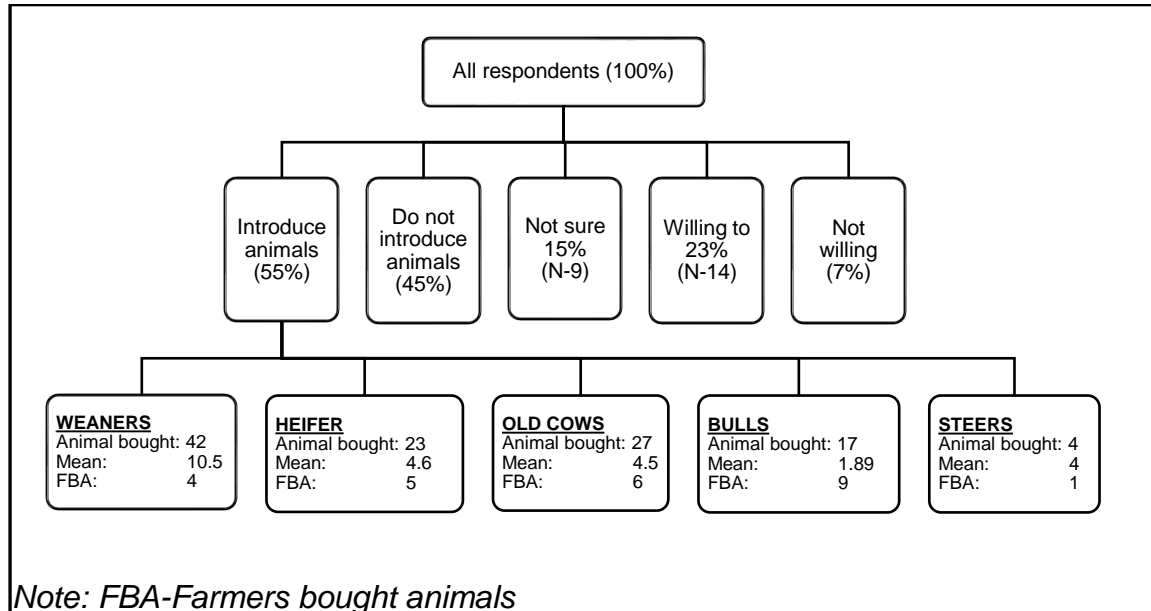 All respondents (100%)
Introduce
animals
(55%)
Do not
introduce
animals
(45%)
Not sure
15%
(N-9)
Willing to
23%
(N-14)
Not
willing
(7%)
WEANERS
Animal bought: 42
Mean: 10.5
FBA: 4
HEIFER
Animal bought: 23
Mean: 4.6
FBA: 5
OLD COWS
Animal bought: 27
Mean: 4.5
FBA: 6
BULLS
Animal bought: 17
Mean: 1.89
FBA: 9
STEERS
Animal bought: 4
Mean: 4
FBA: 1
Note: FBA-Farmers bought animals